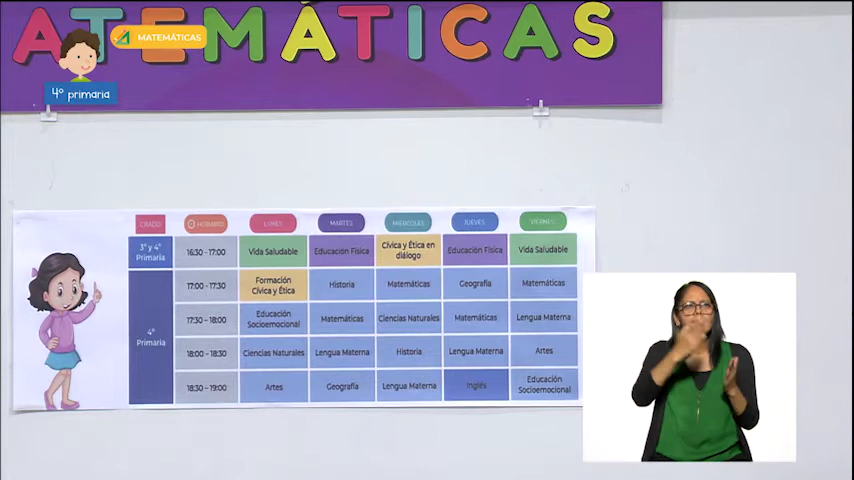 ATEMÁTICAS
MATEMÁTICAS
4º primaria
GRADO HORARIO LUNES MARTES MIÉRCOLES JUEVES VIERNES
3º y 4º Primaria 16:30 - 17:00 Vida Saludable Educación Física Cívica y Ética en diálogo Educación Física Vida Saludable
4º Primaria 17:00 - 17:30 Formación Cívica y Ética Historia Matemáticas Geografía Matemáticas
17:30 - 18:00 Educación Socioemocional Matemáticas Ciencias Naturales Matemáticas Lengua Materna
18:00 - 18:30 Ciencias Naturales Lengua Materna Historia Lengua Materna Artes
18:30 - 19:00 Artes Geografía Lengua Materna Inglés Educación Socioemocional